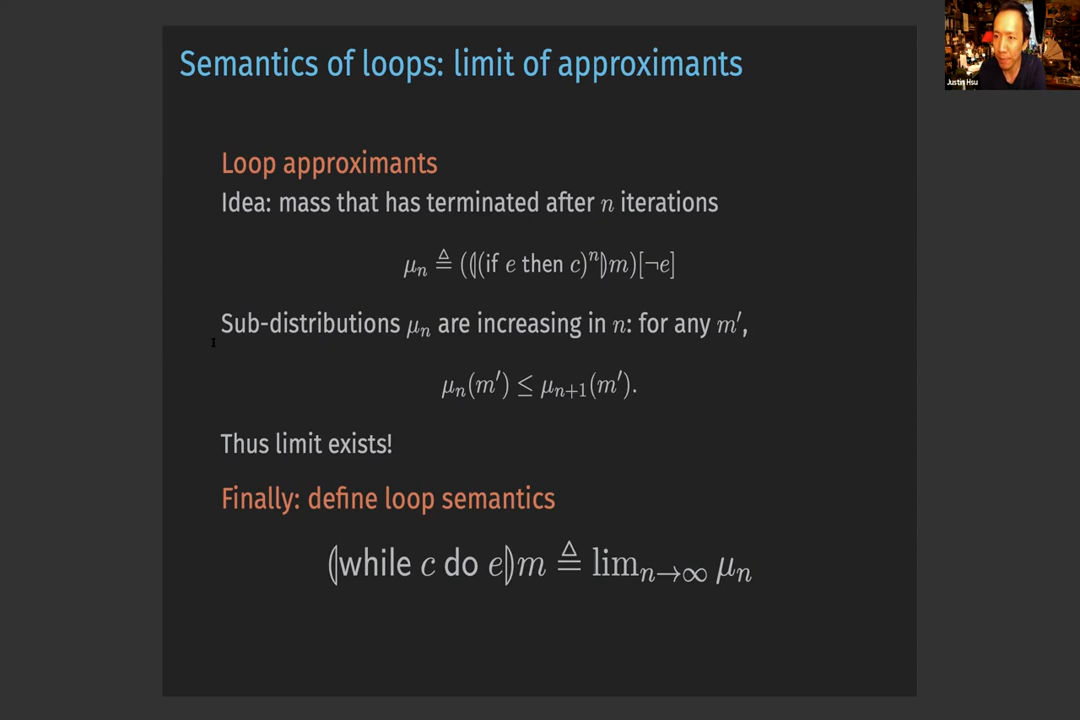 Semantics of loops: limit of approximants
Loop approximants
Idea: mass that has terminated after n iterations
μₙ ≜ (⦇(if e then c)ⁿ⦈m)[¬e]
Sub-distributions μₙ are increasing in n: for any m′,
μₙ(m′) ≤ μₙ₊₁(m′).
Thus limit exists!
Finally: define loop semantics
⦇while c do e⦈m ≜ limₙ→∞ μₙ
Justin Hsu